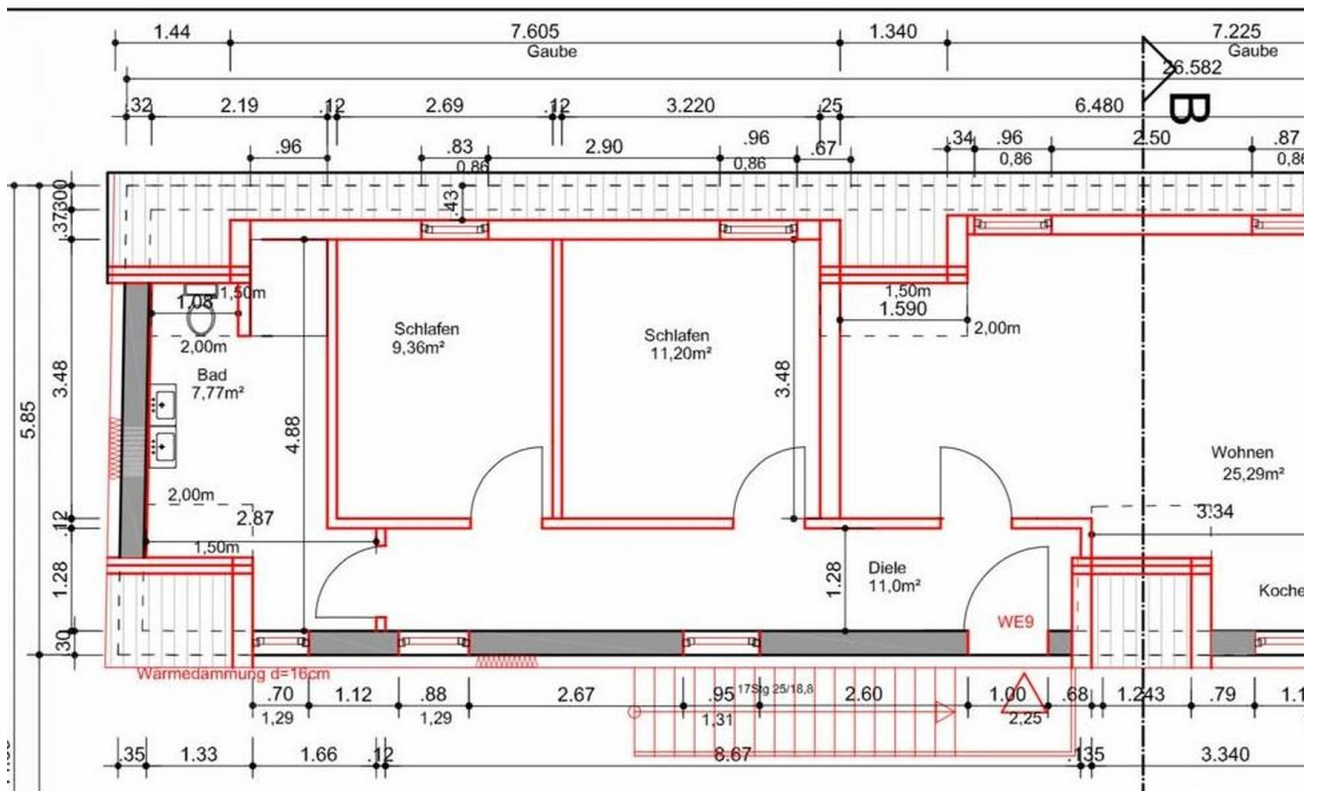 1.44 7.605 1.340 7.225
Gaube Gaube
26.582
.32 2.19 .12 2.69 .12 3.220 .25 6.480
B
.96 .83 2.90 .96 .67 .34 .96 2.50 .87
0,86 0,86 0,86
.37 300 .43
1.08 1,50m 1,50m
1.590
2,00m
2,00m
Schlafen
9,36m²
Schlafen
11,20m²
Bad
7,77m²
3.48 3.48
5.85 4.88
Wohnen
25,29m²
2,00m
2.87 3.34
.12
1,50m
1.28 1.28
Diele
11,0m²
Koche
WE9
.30
Wärmedämmung d=16cm
.70 1.12 .88 2.67 .95 17Stg 25/18,8 2.60 1.00 .68 1.243 .79 1.1
1,29 1,29 1,31 2,25
.35 1.33 1.66 .12 8.67 .135 3.340